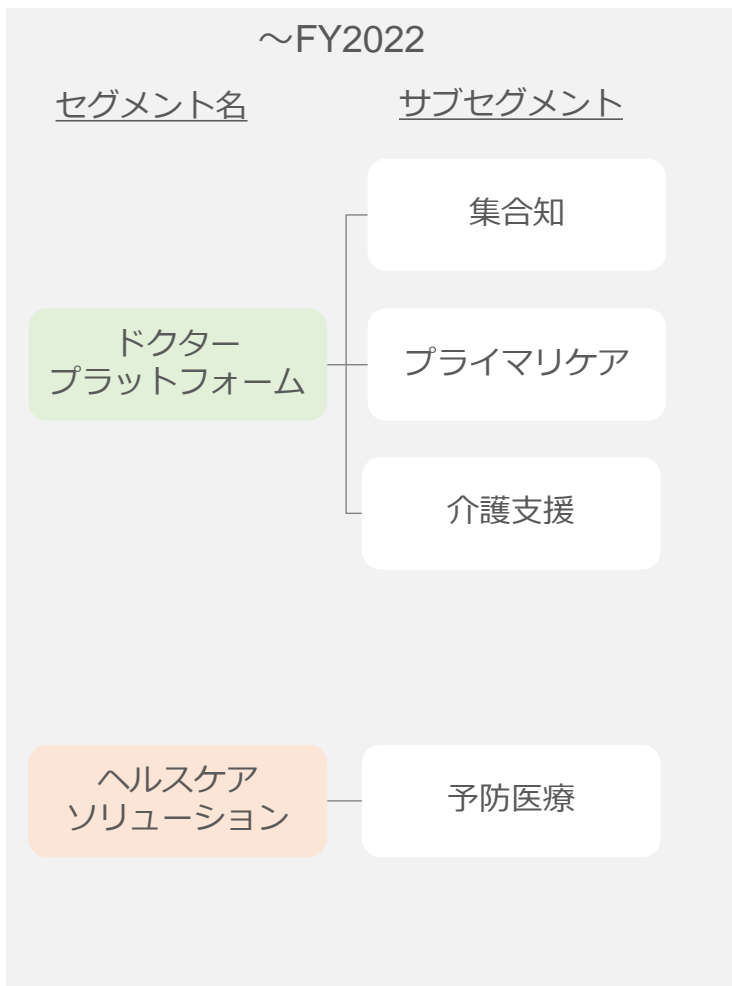 ～FY2022
セグメント名
サブセグメント
集合知
ドクター
プラットフォーム
プライマリケア
介護支援
ヘルスケア
ソリューション
予防医療